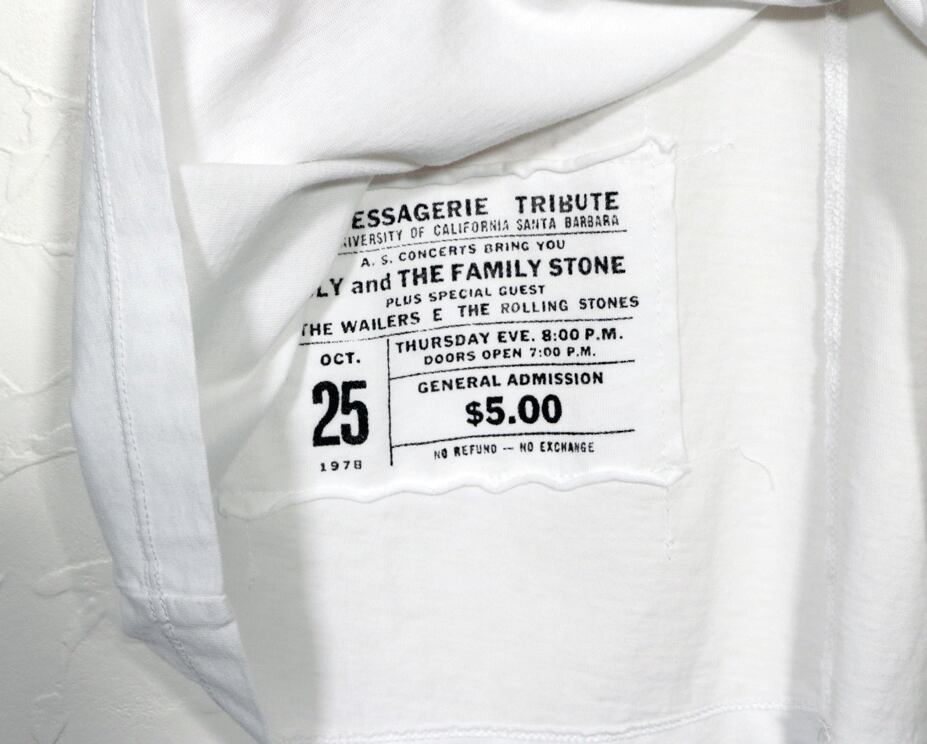 ESSAGERIE TRIBUTE
IVERSITY OF CALIFORNIA SANTA BARBARA
A. S. CONCERTS BRING YOU
LY and THE FAMILY STONE
PLUS SPECIAL GUEST
THE WAILERS E THE ROLLING STONES
OCT.
25
1978
THURSDAY EVE. 8:00 P.M.
DOORS OPEN 7:00 P.M.
GENERAL ADMISSION
$5.00
NO REFUND -- NO EXCHANGE